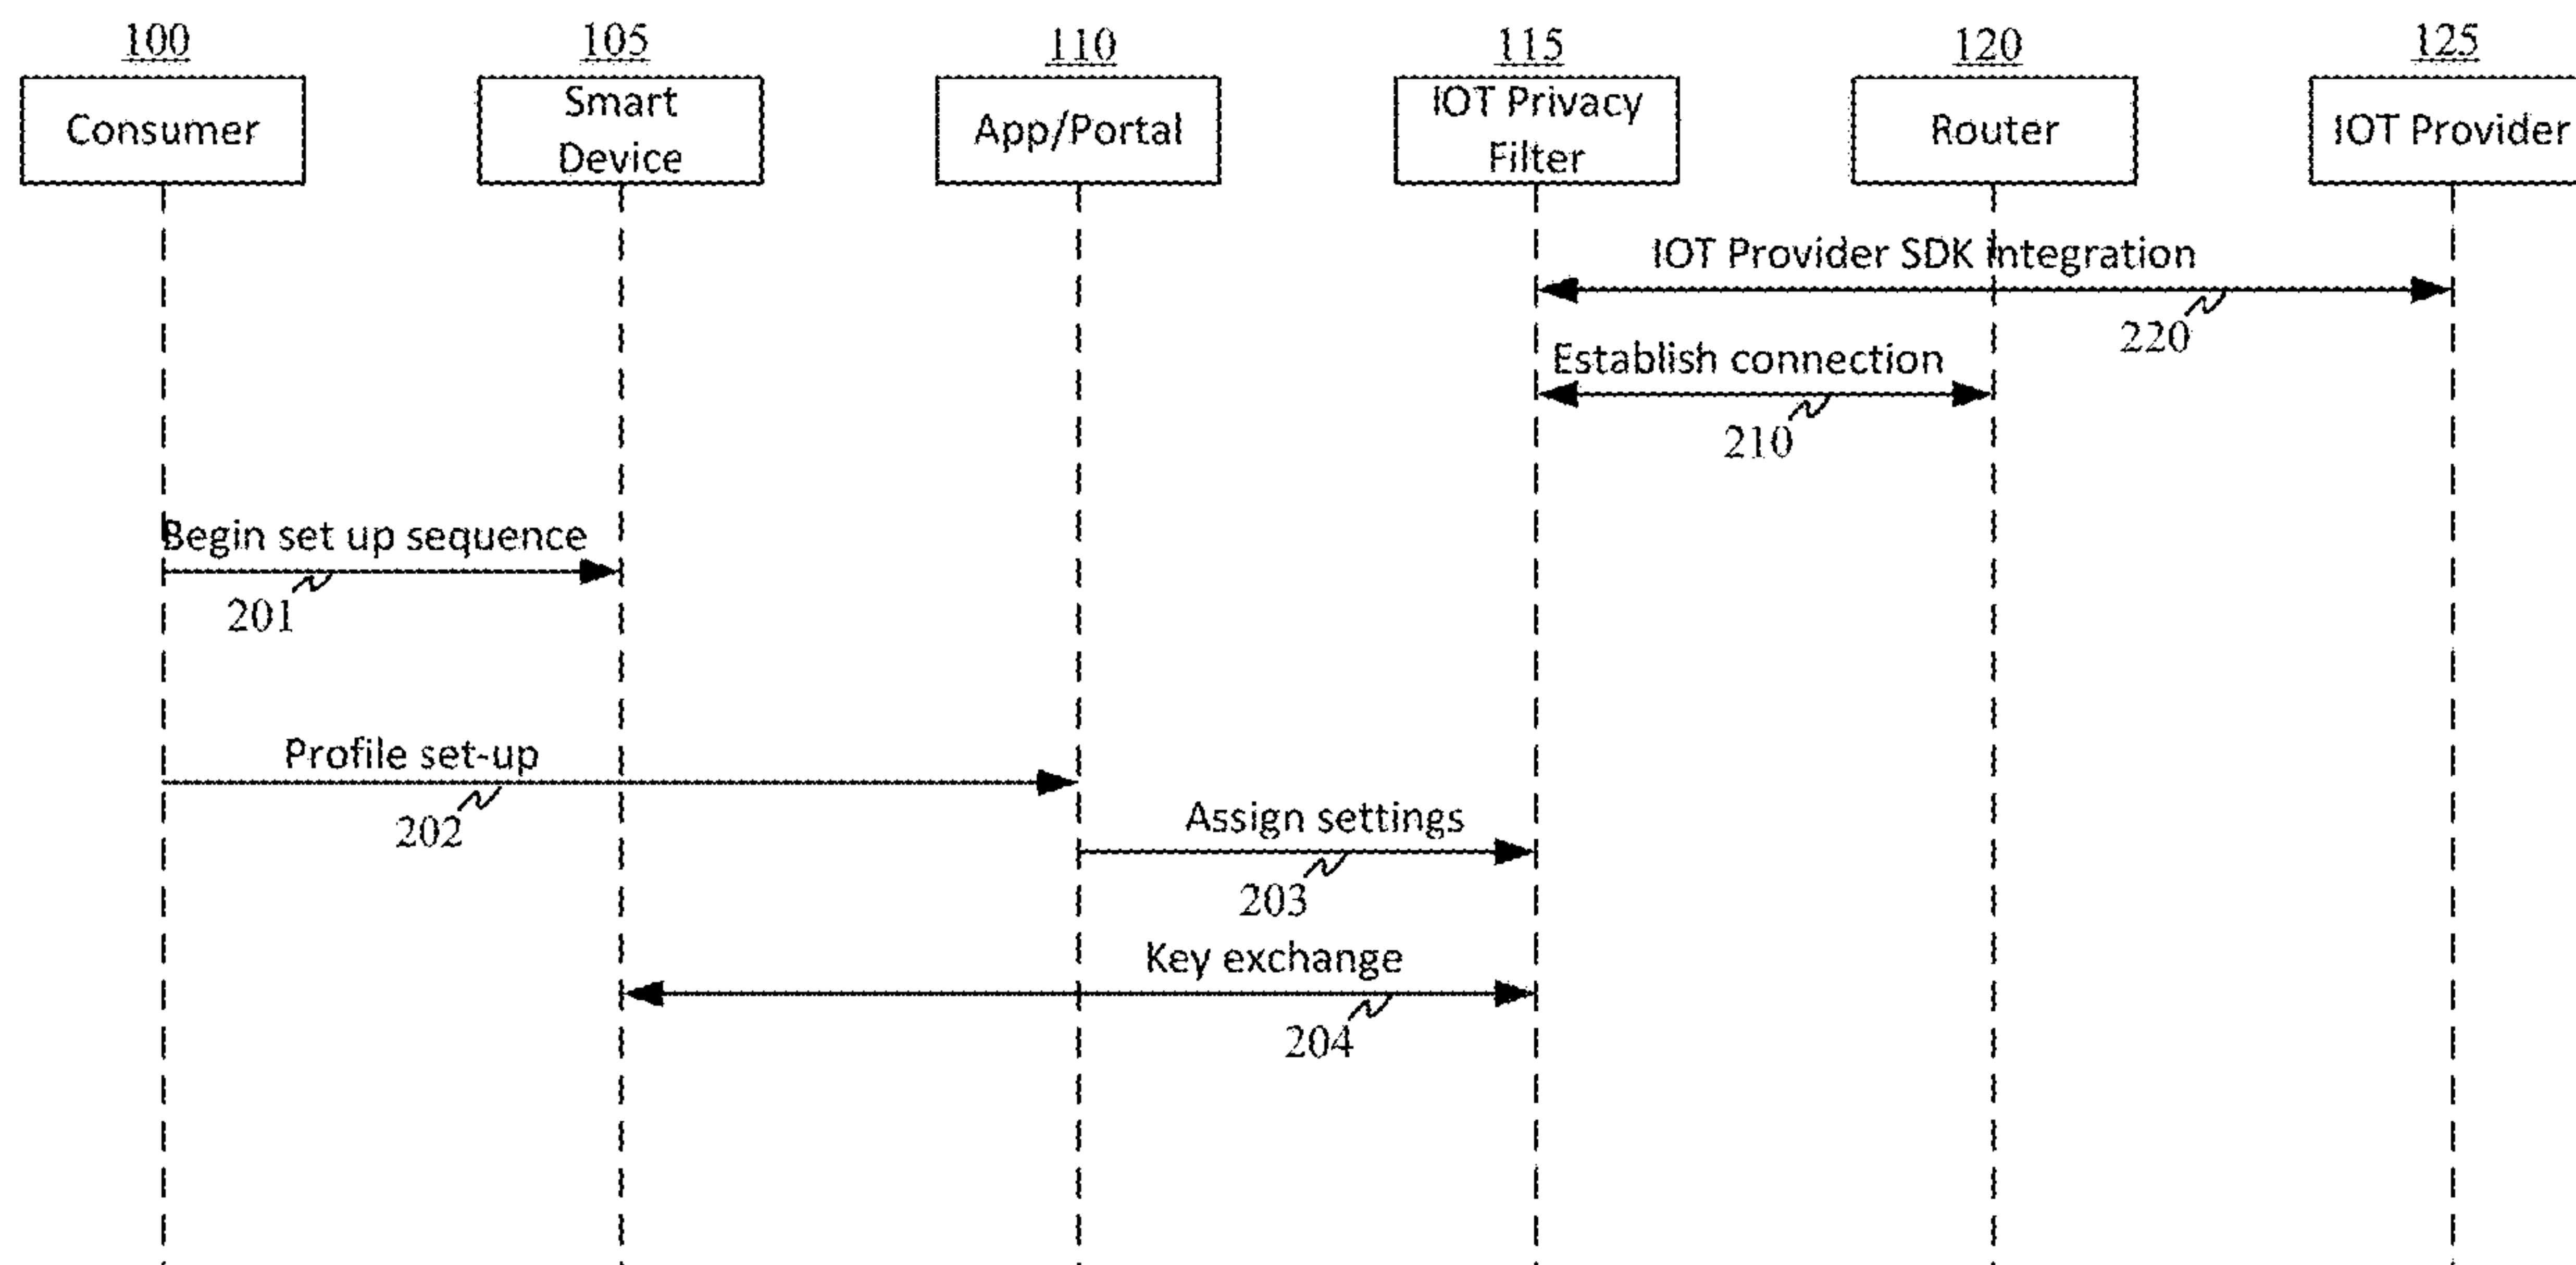 100
105
110
115
120
125
Consumer
Smart
Device
App/Portal
IOT Privacy
Filter
Router
IOT Provider
IOT Provider SDK Integration
220
Establish connection
210
Begin set up sequence
201
Profile set-up
202
Assign settings
203
Key exchange
204